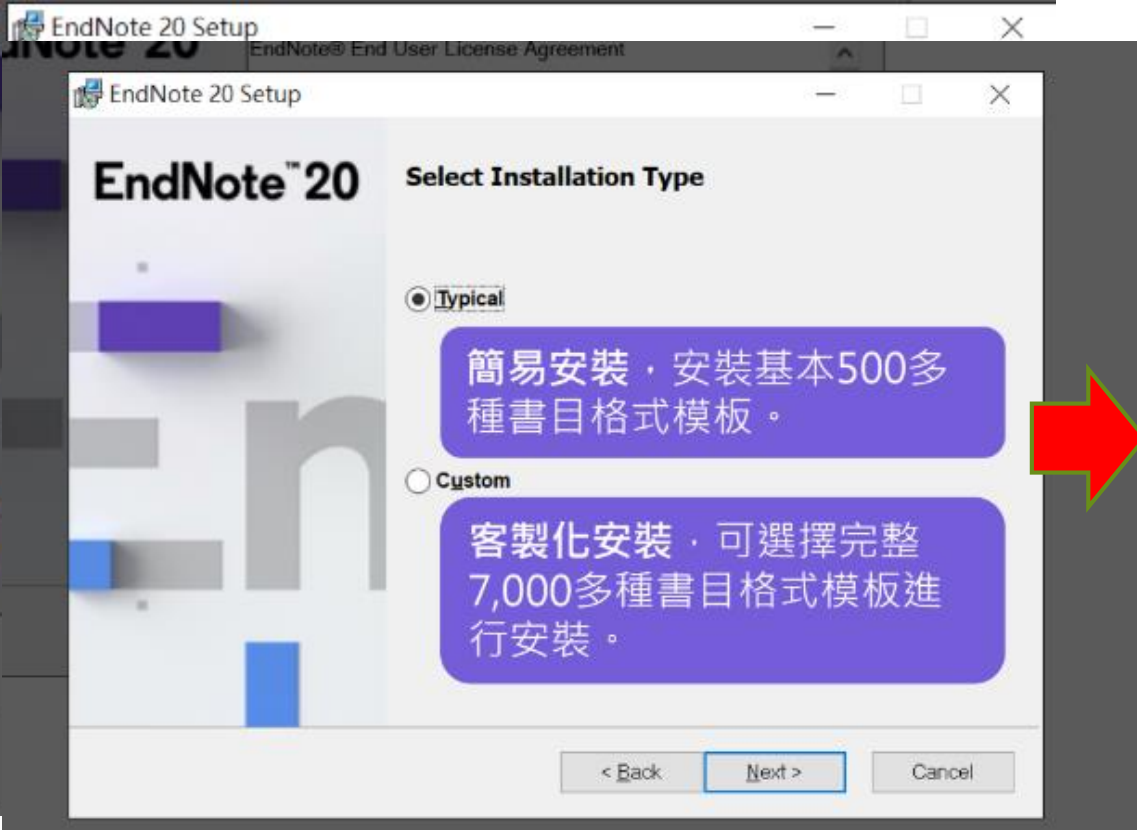 EndNote 20 Setup
EndNote® End User License Agreement
EndNote 20 Setup
EndNote™20
Select Installation Type
Typical
簡易安裝，安裝基本500多
種書目格式模板。
Custom
客製化安裝，可選擇完整
7,000多種書目格式模板進
行安裝。
< Back
Next >
Cancel